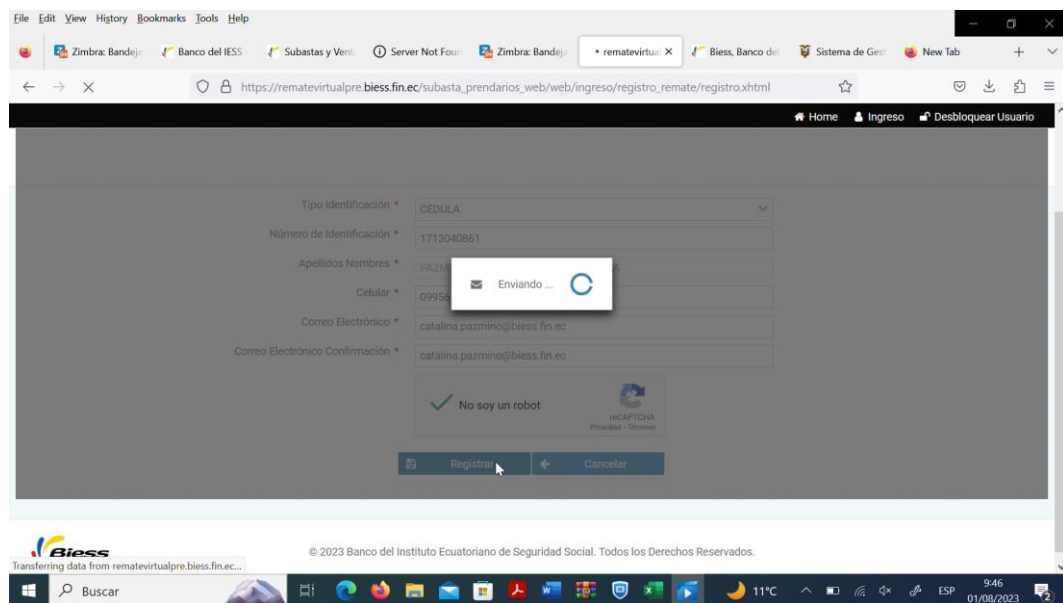 File Edit View History Bookmarks Tools Help
Zimbra: Bandeja Banco del IESS Subastas y Vent Server Not Foun Zimbra: Bandeja • rematevirtual Biess, Banco del Sistema de Gest New Tab
https://rematevirtualpre.biess.fin.ec/subasta_prendarios_web/web/ingreso/registro_remate/registro.xhtml
Home Ingreso Desbloquear Usuario
Tipo Identificación * CEDULA
Número de Identificación * 1713040861
Apellidos Nombres * PAZM A
Enviando ...
Celular * 09956
Correo Electrónico * catalina.pazmino@biess.fin.ec
Correo Electrónico Confirmación * catalina.pazmino@biess.fin.ec
No soy un robot
reCAPTCHA
Privacidad - Términos
Registrar Cancelar
Biess
© 2023 Banco del Instituto Ecuatoriano de Seguridad Social. Todos los Derechos Reservados.
Transferring data from rematevirtualpre.biess.fin.ec...
Buscar 11°C ESP 9:46
01/08/2023 2